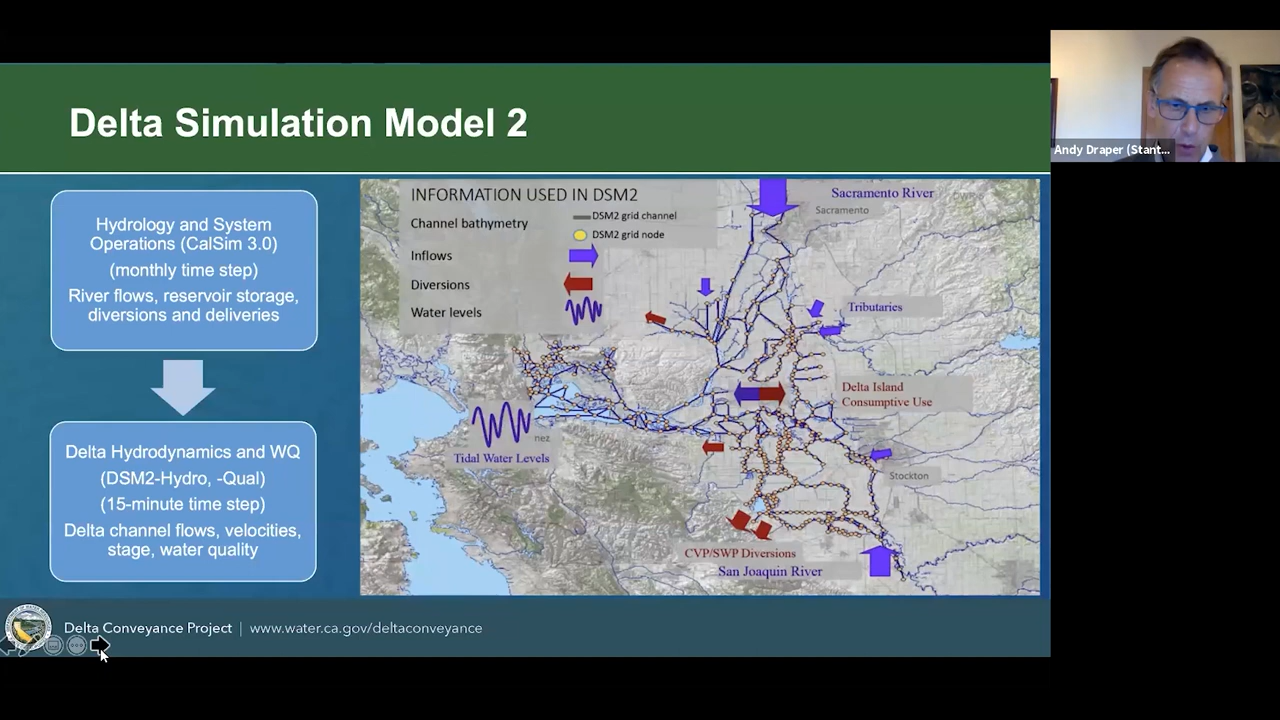 Delta Simulation Model 2
Andy Draper (Stant...
Hydrology and System
Operations (CalSim 3.0)
(monthly time step)
River flows, reservoir storage,
diversions and deliveries
Delta Hydrodynamics and WQ
(DSM2-Hydro, -Qual)
(15-minute time step)
Delta channel flows, velocities,
stage, water quality
INFORMATION USED IN DSM2
Channel bathymetry
DSM2 grid channel
DSM2 grid node
Inflows
Diversions
Water levels
Sacramento River
Sacramento
Tributaries
Delta Island
Consumptive Use
nez
Tidal Water Levels
Stockton
CVP/SWP Diversions
San Joaquin River
Delta Conveyance Project | www.water.ca.gov/deltaconveyance